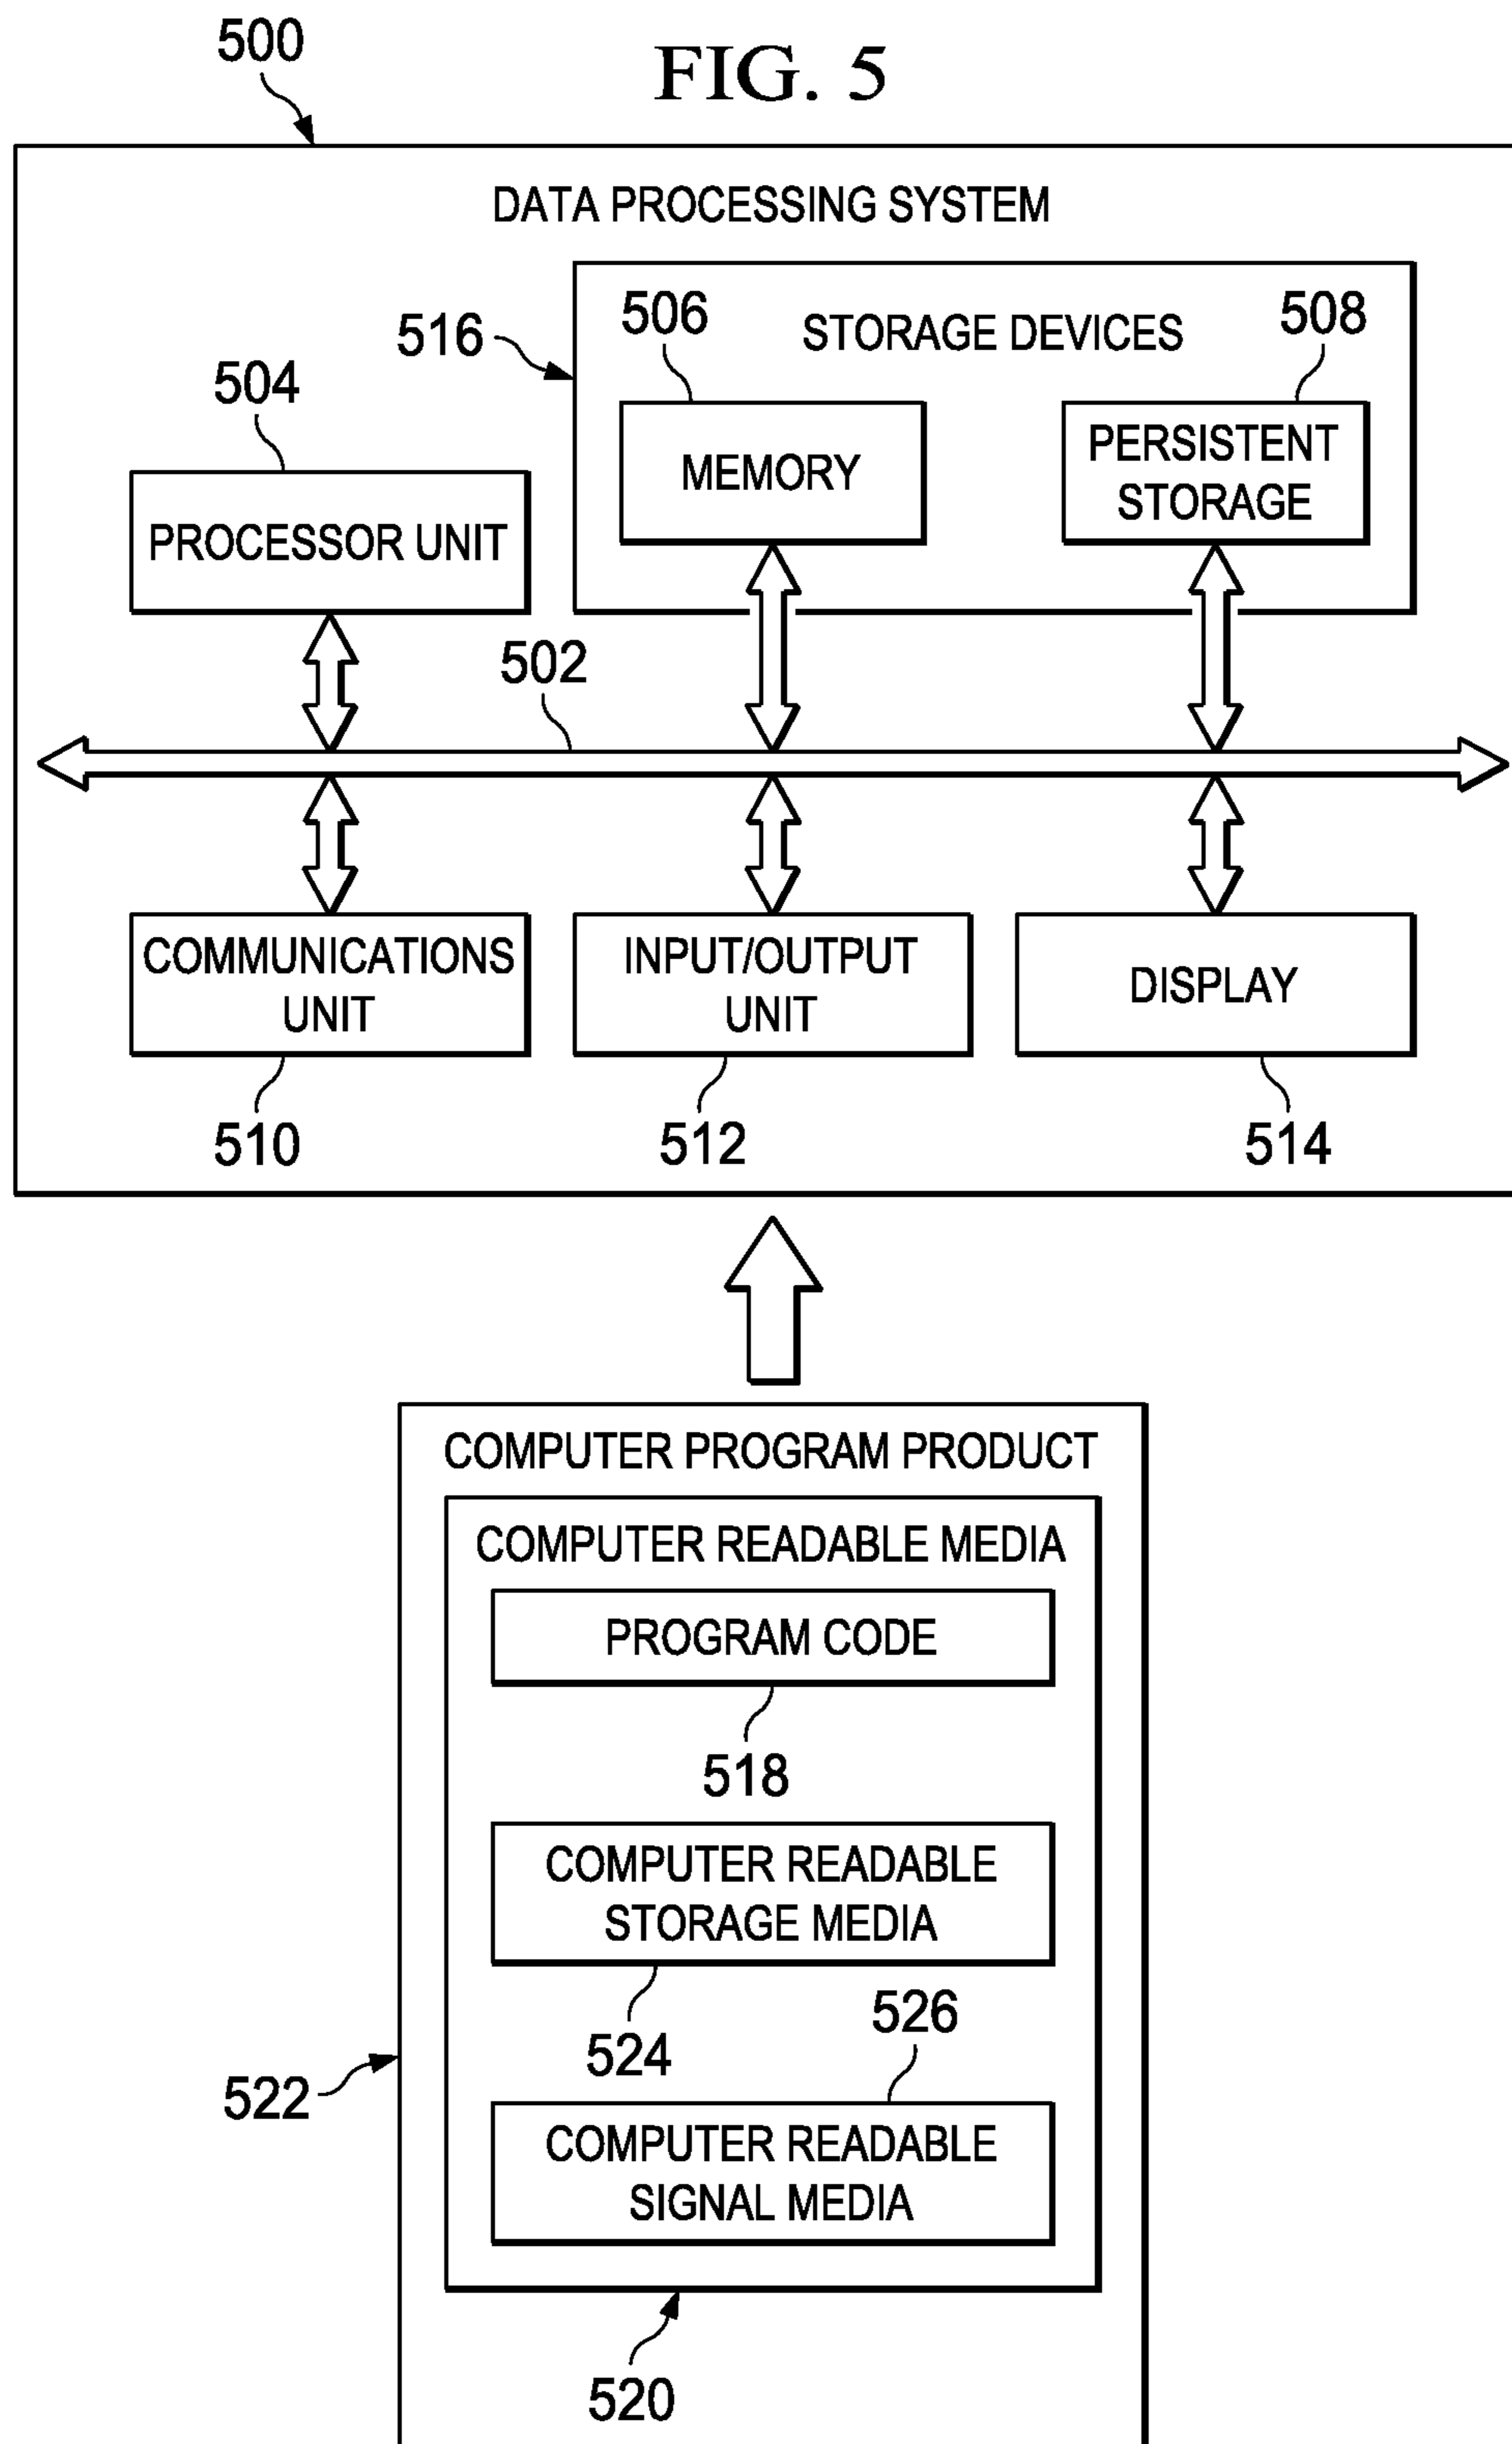 500
FIG. 5
DATA PROCESSING SYSTEM
516
506
STORAGE DEVICES
508
504
MEMORY
PERSISTENT
STORAGE
PROCESSOR UNIT
502
COMMUNICATIONS
UNIT
INPUT/OUTPUT
UNIT
DISPLAY
510
512
514
COMPUTER PROGRAM PRODUCT
COMPUTER READABLE MEDIA
PROGRAM CODE
518
COMPUTER READABLE
STORAGE MEDIA
524
526
522
COMPUTER READABLE
SIGNAL MEDIA
520